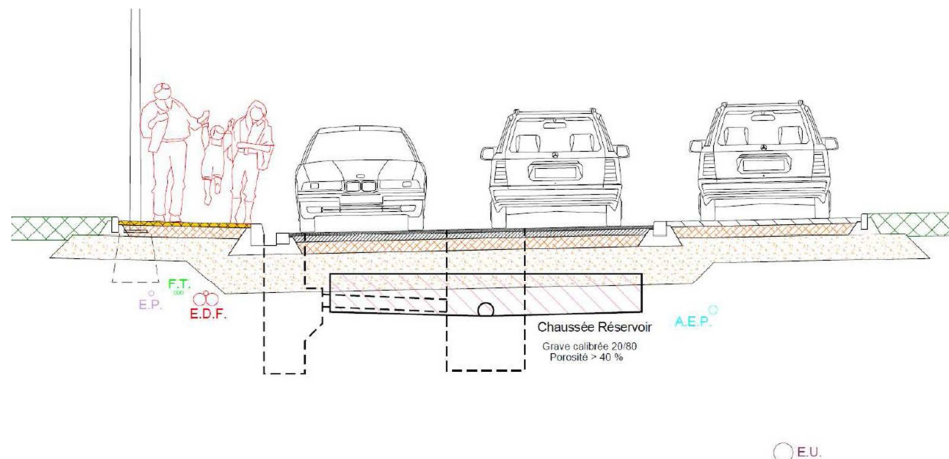 F.T.
E.P.
E.D.F.
Chaussée Réservoir
A.E.P.
Grave calibrée 20/80
Porosité > 40 %
E.U.